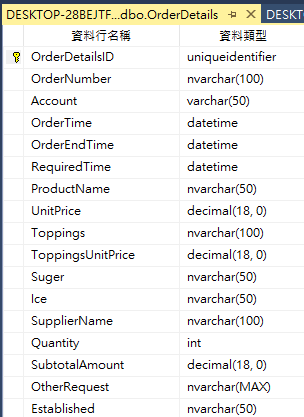 DESKTOP-28BEJTF...dbo.OrderDetails DESKTO
資料行名稱 資料類型
OrderDetailsID uniqueidentifier
OrderNumber nvarchar(100)
Account varchar(50)
OrderTime datetime
OrderEndTime datetime
RequiredTime datetime
ProductName nvarchar(50)
UnitPrice decimal(18, 0)
Toppings nvarchar(100)
ToppingsUnitPrice decimal(18, 0)
Suger nvarchar(50)
Ice nvarchar(50)
SupplierName nvarchar(100)
Quantity int
SubtotalAmount decimal(18, 0)
OtherRequest nvarchar(MAX)
Established nvarchar(50)